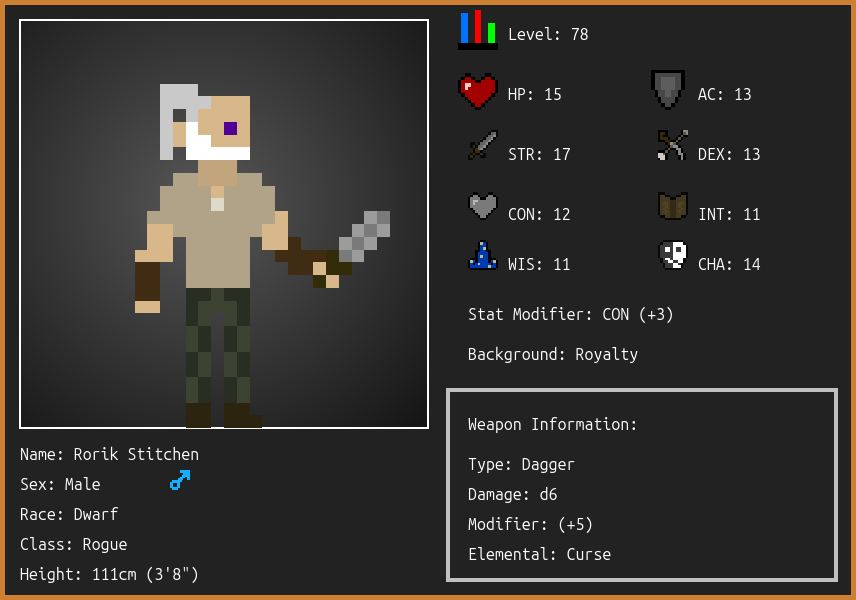 Level: 78
HP: 15
AC: 13
STR: 17
DEX: 13
CON: 12
INT: 11
WIS: 11
CHA: 14
Stat Modifier: CON (+3)
Background: Royalty
Weapon Information:
Type: Dagger
Damage: d6
Modifier: (+5)
Elemental: Curse
Name: Rorik Stitchen
Sex: Male
Race: Dwarf
Class: Rogue
Height: 111cm (3'8")